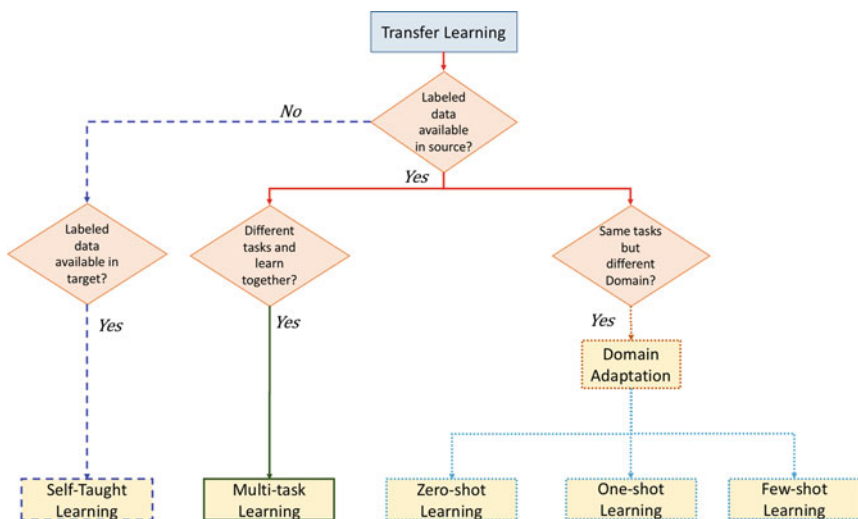 Transfer Learning
Labeled
data
available
in source?
No
Yes
Labeled
data
available in
target?
Different
tasks and
learn
together?
Same tasks
but
different
Domain?
Yes
Yes
Yes
Domain
Adaptation
Self-Taught
Learning
Multi-task
Learning
Zero-shot
Learning
One-shot
Learning
Few-shot
Learning